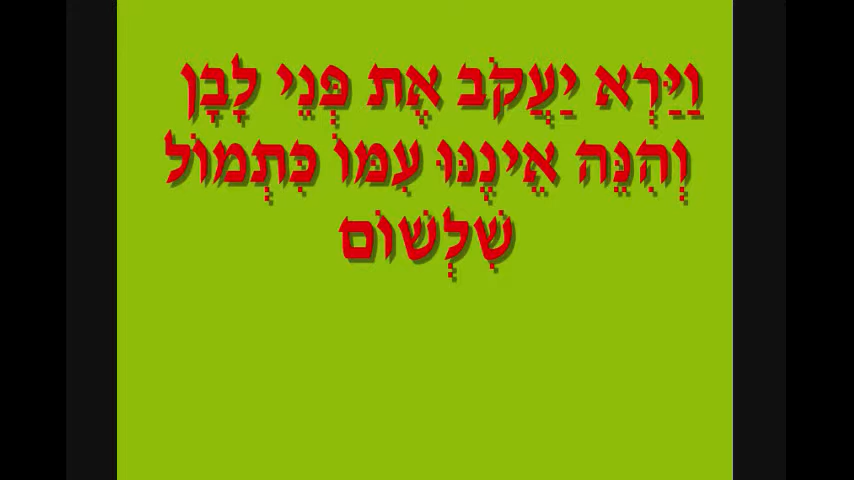 וַיַּרְא יַעֲקֹב אֶת פְּנֵי לָבָן
וְהִנֵּה אֵינֶנּוּ עִמּוֹ כִּתְמוֹל
שִׁלְשׁוֹם